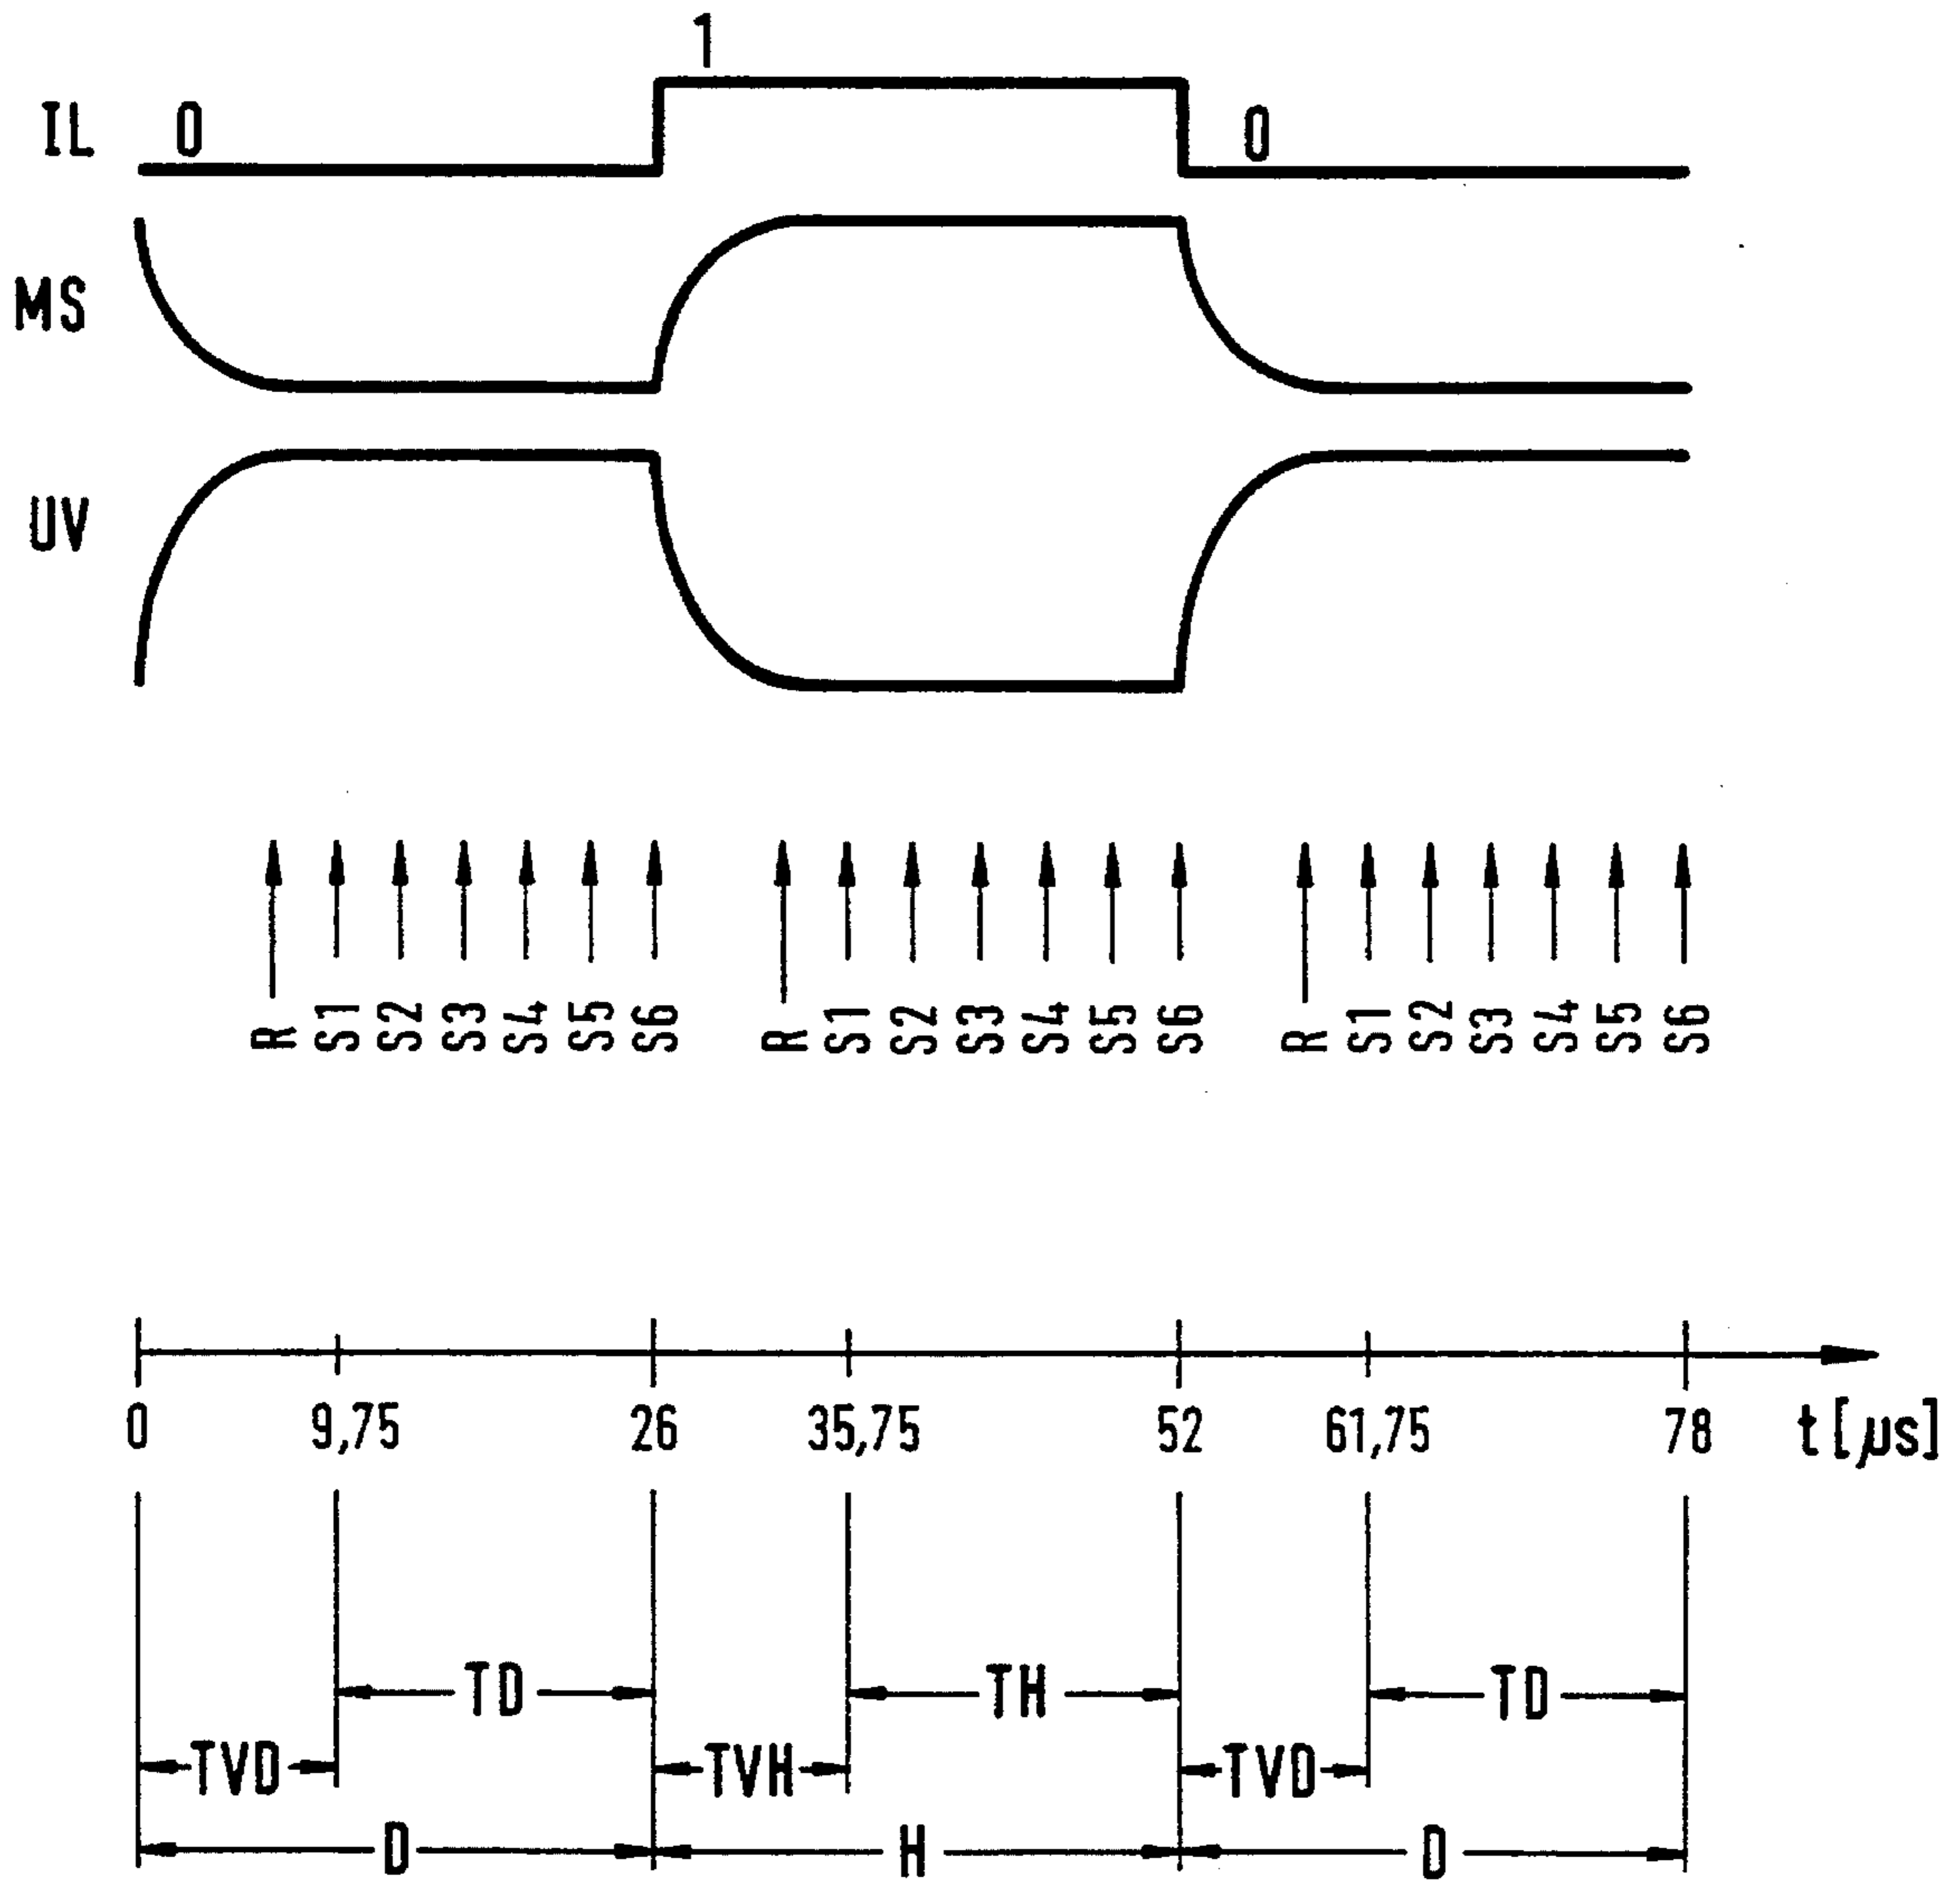 1
IL 0 0
MS
UV
R S1 S2 S3 S4 S5 S6 R S1 S2 S3 S4 S5 S6 R S1 S2 S3 S4 S5 S6
0 9,75 26 35,75 52 61,75 78 t [µs]
TD TH TD
TVD TVH TVD
D H D